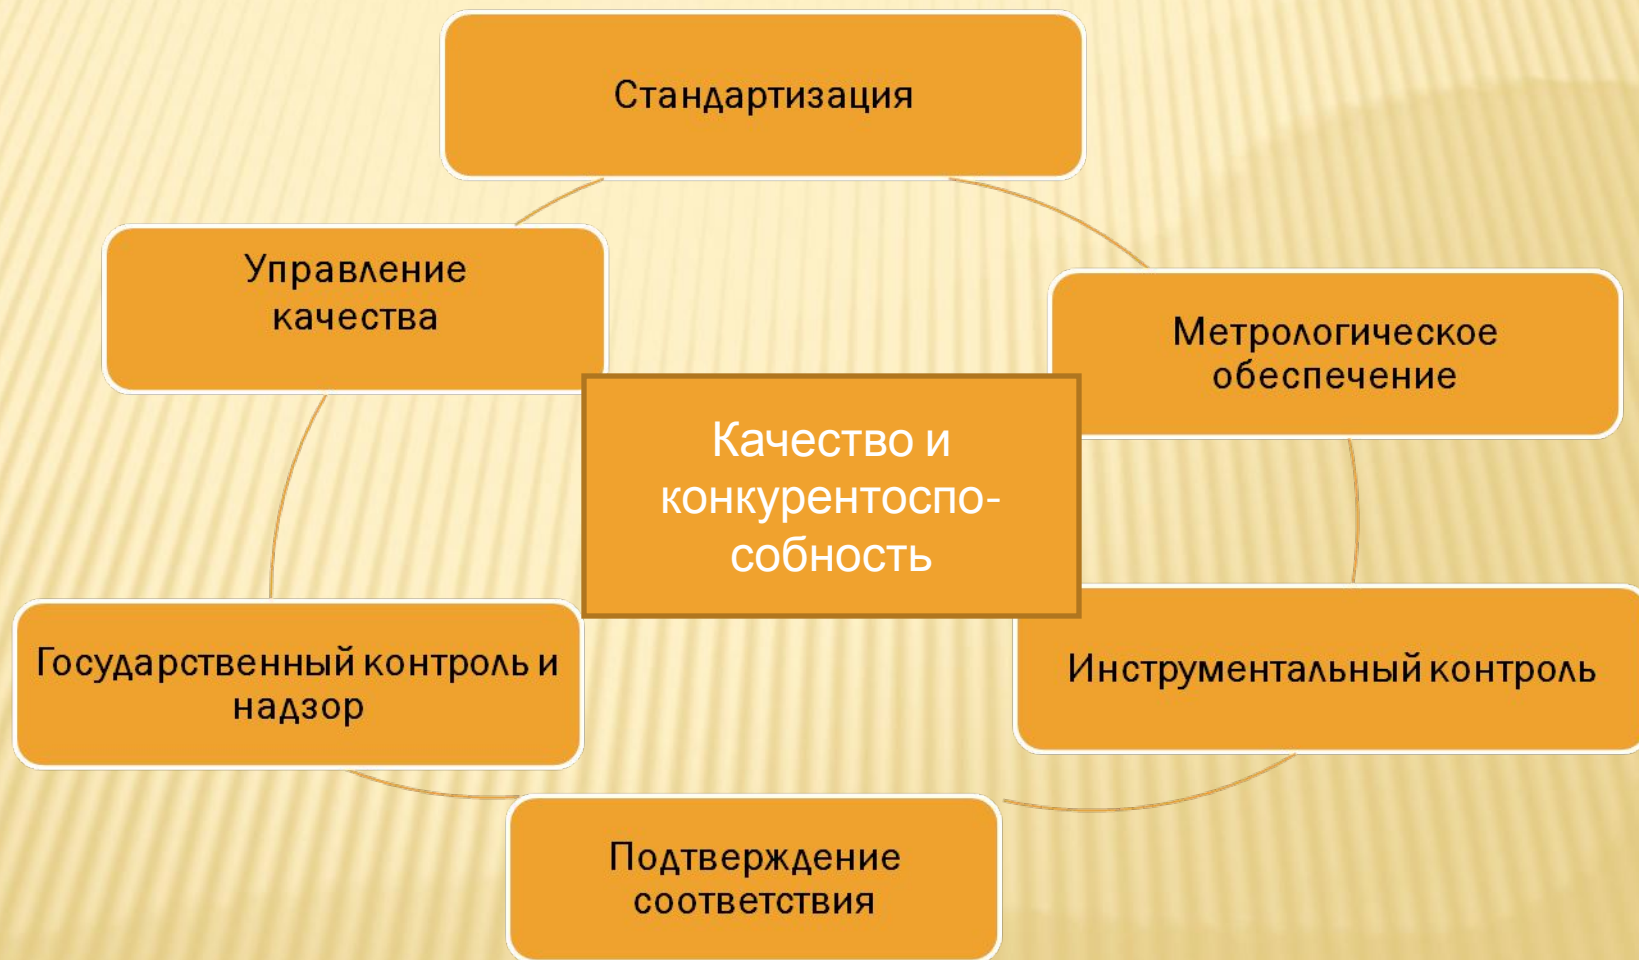 Стандартизация
Управление
качества
Метрологическое
обеспечение
Качество и
конкурентоспо-
собность
Государственный контроль и
надзор
Инструментальный контроль
Подтверждение
соответствия